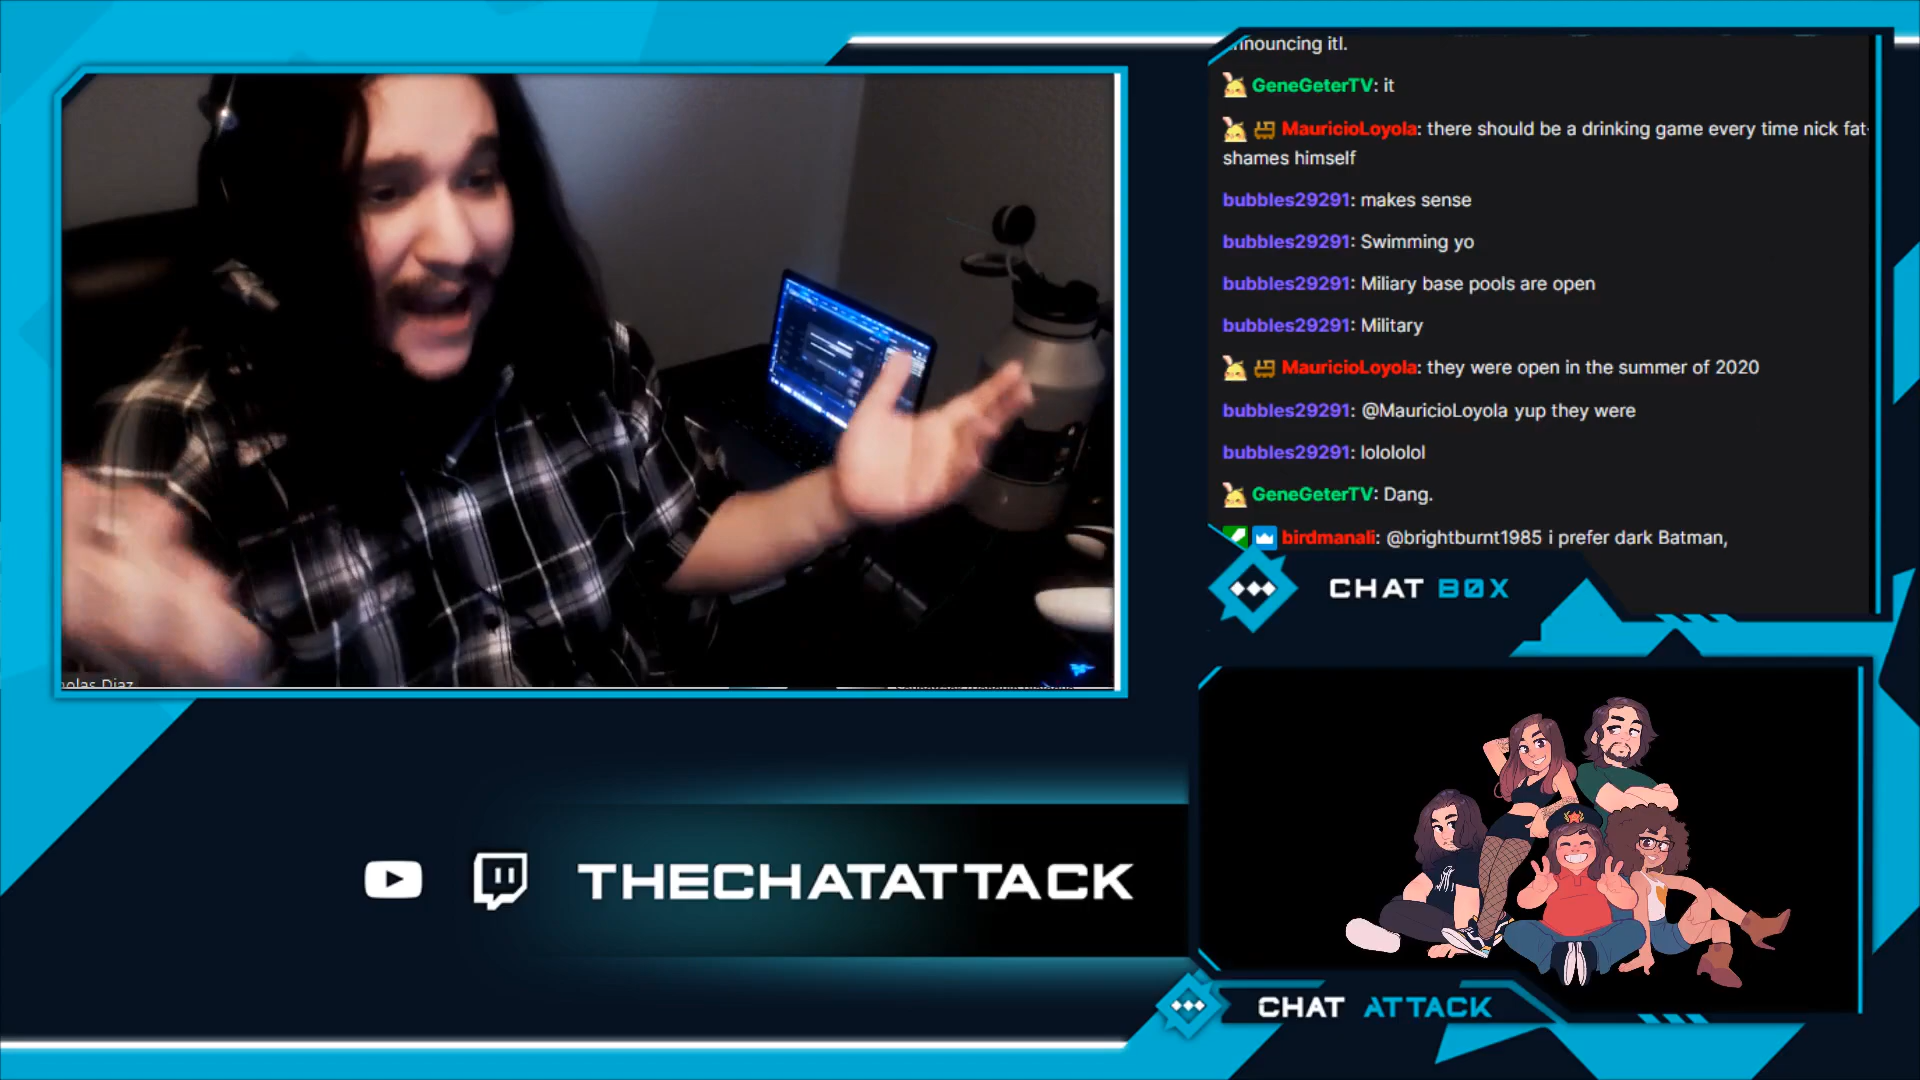 nnouncing itl.
GeneGeterTV: it
MauricioLoyola: there should be a drinking game every time nick fat-
shames himself
bubbles29291: makes sense
bubbles29291: Swimming yo
bubbles29291: Miliary base pools are open
bubbles29291: Military
MauricioLoyola: they were open in the summer of 2020
bubbles29291: @MauricioLoyola yup they were
bubbles29291: lolololol
GeneGeterTV: Dang.
birdmanali: @brightburnt1985 i prefer dark Batman,
CHAT B0X
olas Diaz
THECHATATTACK
CHAT ATTACK